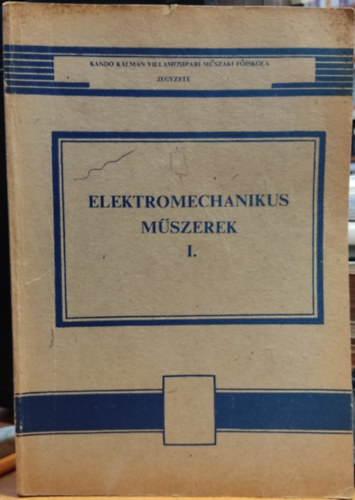 KANDÓ KÁLMÁN VILLAMOSIPARI MŰSZAKI FŐISKOLA
JEGYZETE
ELEKTROMECHANIKUS
MŰSZEREK
I.